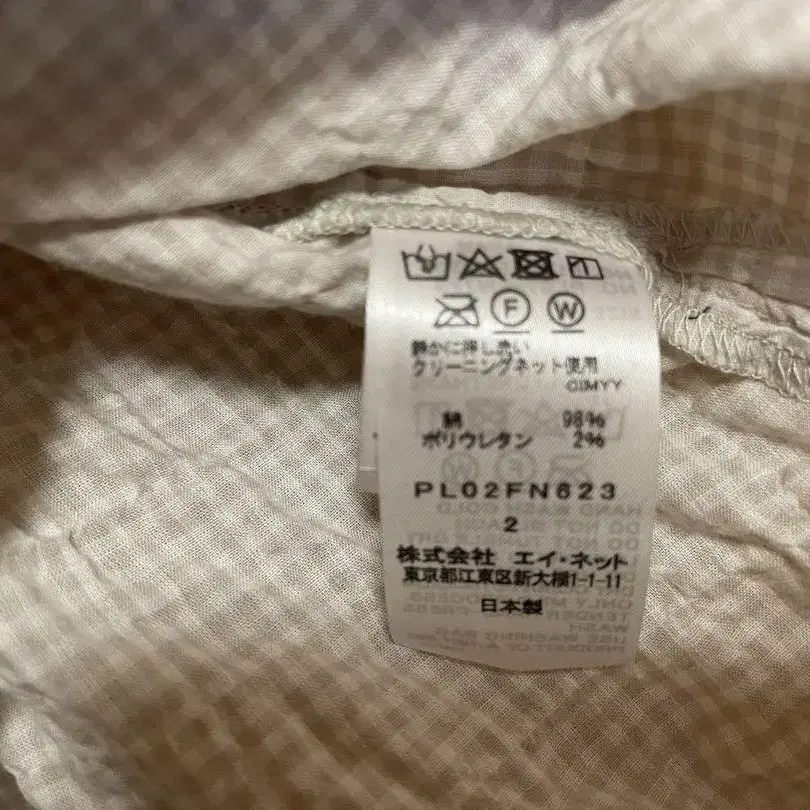 F W
静かに押し洗い
クリーニングネット使用
GIMYY
綿 98%
ポリウレタン 2%
PL02FN623
2
株式会社 エイ・ネット
東京都江東区新大橋1-1-11
日本製